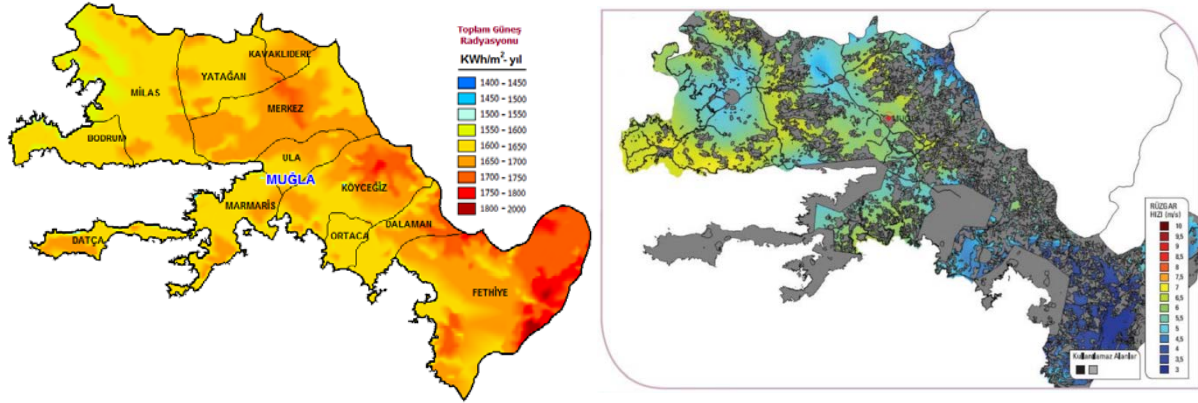 Toplam Güneş
Radyasyonu
KWh/m²- yıl
1400 - 1450
1450 - 1500
1500 - 1550
1550 - 1600
1600 - 1650
1650 - 1700
1700 - 1750
1750 - 1800
1800 - 2000
KAVAKLIDERE
YATAĞAN
MİLAS
MERKEZ
BODRUM
ULA
MUĞLA
KÖYCEĞİZ
MARMARİS
DALAMAN
ORTACA
DATÇA
FETHİYE
RÜZGAR
HIZI (m/s)
10
9,5
9
8,5
8
7,5
7
6,5
6
5,5
5
4,5
4
3,5
3
Kullanılamaz Alanlar